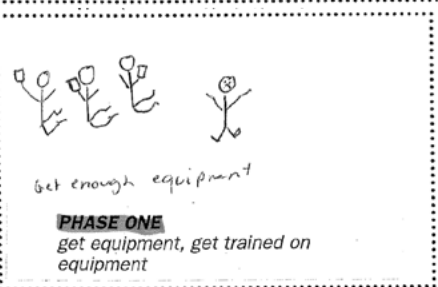 Get enough equipment
PHASE ONE
get equipment, get trained on
equipment